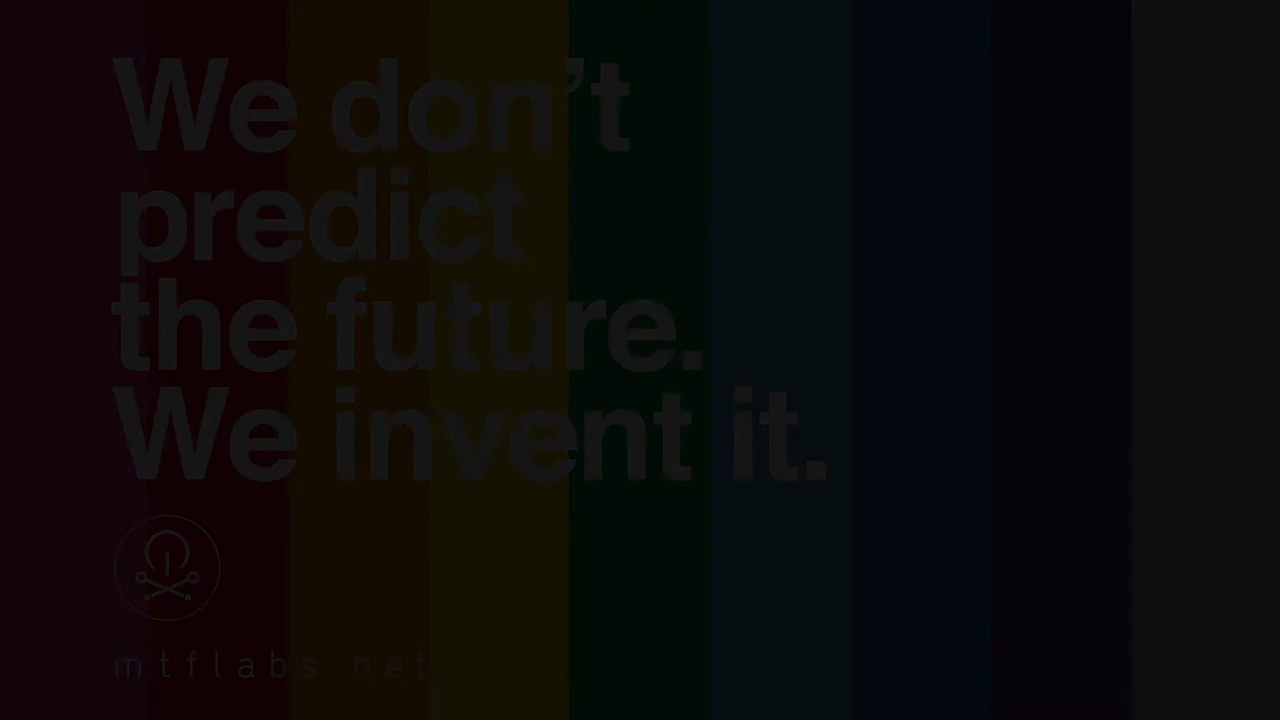 We don’t
predict
the future.
We invent it.
mtflabs net